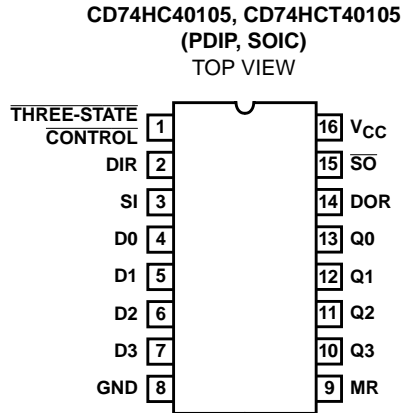 CD74HC40105, CD74HCT40105
(PDIP, SOIC)
TOP VIEW
THREE-STATE
CONTROL 1
DIR 2
SI 3
D0 4
D1 5
D2 6
D3 7
GND 8
16 VCC
15 SO
14 DOR
13 Q0
12 Q1
11 Q2
10 Q3
9 MR